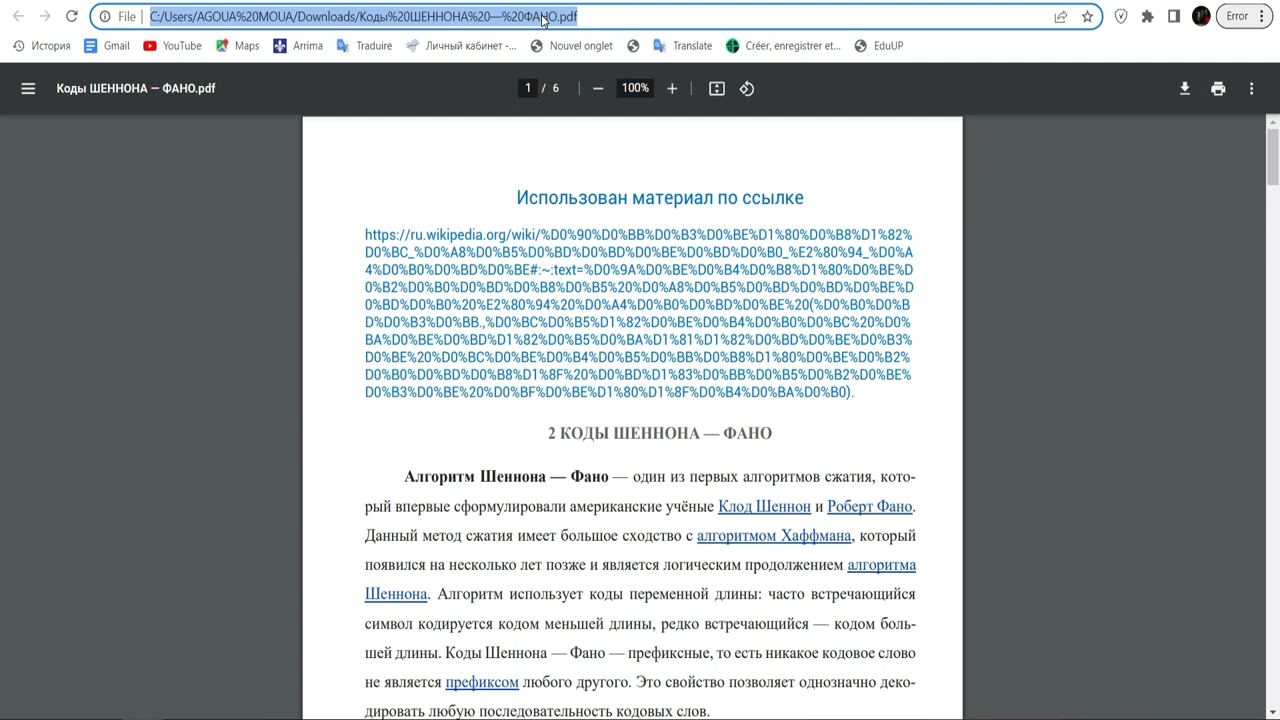 File
C:/Users/AGOUA%20MOUA/Downloads/Коды%20ШЕННОНА%20—%20ФАНО.pdf
Error
История
Gmail
YouTube
Maps
Arrima
Traduire
Личный кабинет -...
Nouvel onglet
Translate
Créer, enregistrer et...
EduUP
Коды ШЕННОНА — ФАНО.pdf
1 / 6
100%
Использован материал по ссылке
https://ru.wikipedia.org/wiki/%D0%90%D0%BB%D0%B3%D0%BE%D1%80%D0%B8%D1%82%
D0%BC_%D0%A8%D0%B5%D0%BD%D0%BD%D0%BE%D0%BD%D0%B0_%E2%80%94_%D0%A
4%D0%B0%D0%BD%D0%BE#:~:text=%D0%9A%D0%BE%D0%B4%D0%B8%D1%80%D0%BE%D
0%B2%D0%B0%D0%BD%D0%B8%D0%B5%20%D0%A8%D0%B5%D0%BD%D0%BD%D0%BE%D
0%BD%D0%B0%20%E2%80%94%20%D0%A4%D0%B0%D0%BD%D0%BE%20(%D0%B0%D0%B
D%D0%B3%D0%BB.,%D0%BC%D0%B5%D1%82%D0%BE%D0%B4%D0%B0%D0%BC%20%D0%
BA%D0%BE%D0%BD%D1%82%D0%B5%D0%BA%D1%81%D1%82%D0%BD%D0%BE%D0%B3%
D0%BE%20%D0%BC%D0%BE%D0%B4%D0%B5%D0%BB%D0%B8%D1%80%D0%BE%D0%B2%
D0%B0%D0%BD%D0%B8%D1%8F%20%D0%BD%D1%83%D0%BB%D0%B5%D0%B2%D0%BE%
D0%B3%D0%BE%20%D0%BF%D0%BE%D1%80%D1%8F%D0%B4%D0%BA%D0%B0).
2 КОДЫ ШЕННОНА — ФАНО
Алгоритм Шеннона — Фано — один из первых алгоритмов сжатия, кото-
рый впервые сформулировали американские учёные Клод Шеннон и Роберт Фано.
Данный метод сжатия имеет большое сходство с алгоритмом Хаффмана, который
появился на несколько лет позже и является логическим продолжением алгоритма
Шеннона. Алгоритм использует коды переменной длины: часто встречающийся
символ кодируется кодом меньшей длины, редко встречающийся — кодом боль-
шей длины. Коды Шеннона — Фано — префиксные, то есть никакое кодовое слово
не является префиксом любого другого. Это свойство позволяет однозначно деко-
дировать любую последовательность кодовых слов.